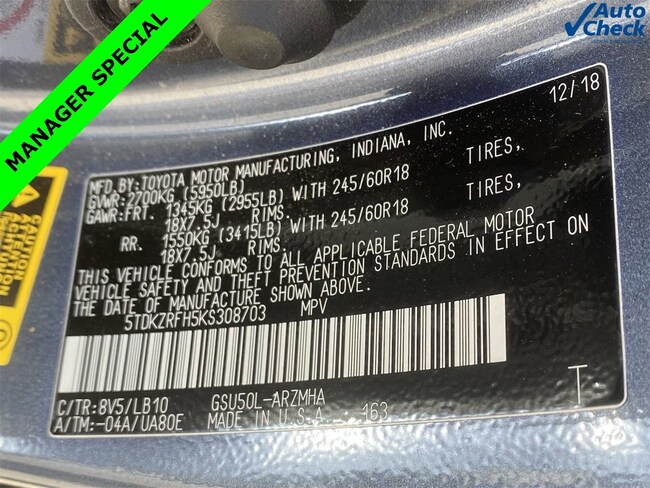 Auto
Check
MANAGER SPECIAL
12/18
MFD.BY:TOYOTA MOTOR MANUFACTURING, INDIANA, INC.
GVWR:2700KG (5950LB)
GAWR:FRT. 1345KG (2955LB) WITH 245/60R18 TIRES,
18X7.5J RIMS.
RR. 1550KG (3415LB) WITH 245/60R18 TIRES,
18X7.5J RIMS.
THIS VEHICLE CONFORMS TO ALL APPLICABLE FEDERAL MOTOR
VEHICLE SAFETY AND THEFT PREVENTION STANDARDS IN EFFECT ON
THE DATE OF MANUFACTURE SHOWN ABOVE.
5TDKZRFH5KS308703 MPV
C/TR:8V5/LB10 GSU50L-ARZMHA
A/TM:-04A/UA80E MADE IN U.S.A. 163 T
CAUTION
ATTENTION